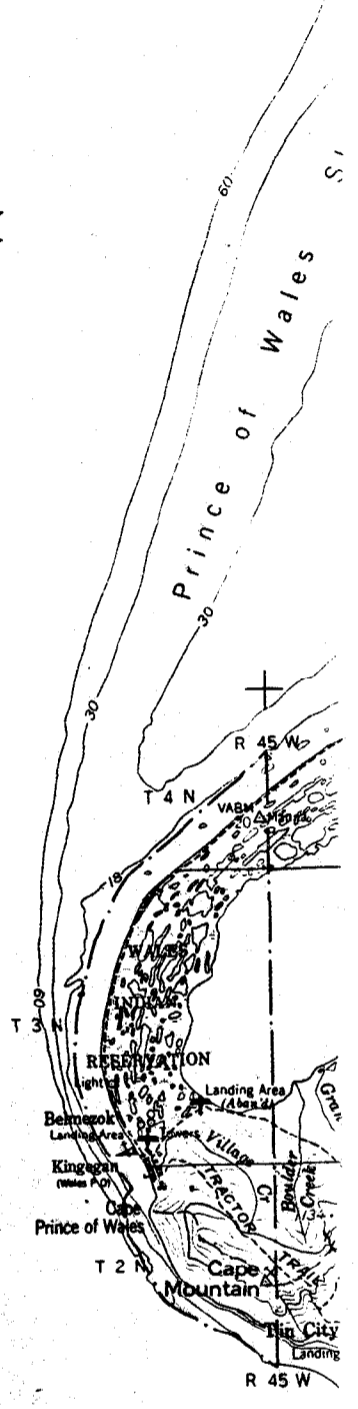 60
Prince of Wales
30
30
R 45 W
T 4 N
VABM
18
WALES
INDIAN
RESERVATION
60
T 3 N
Light
Landing Area
(Aban'd)
Beimezok
Landing Area
Towers
Kingegan
(Wales P O)
Village
Cr
Boulder
Creek
TRACTOR
TRAIL
Cape
Prince of Wales
T 2 N
Cape
Mountain
Tin City
Landing
R 45 W